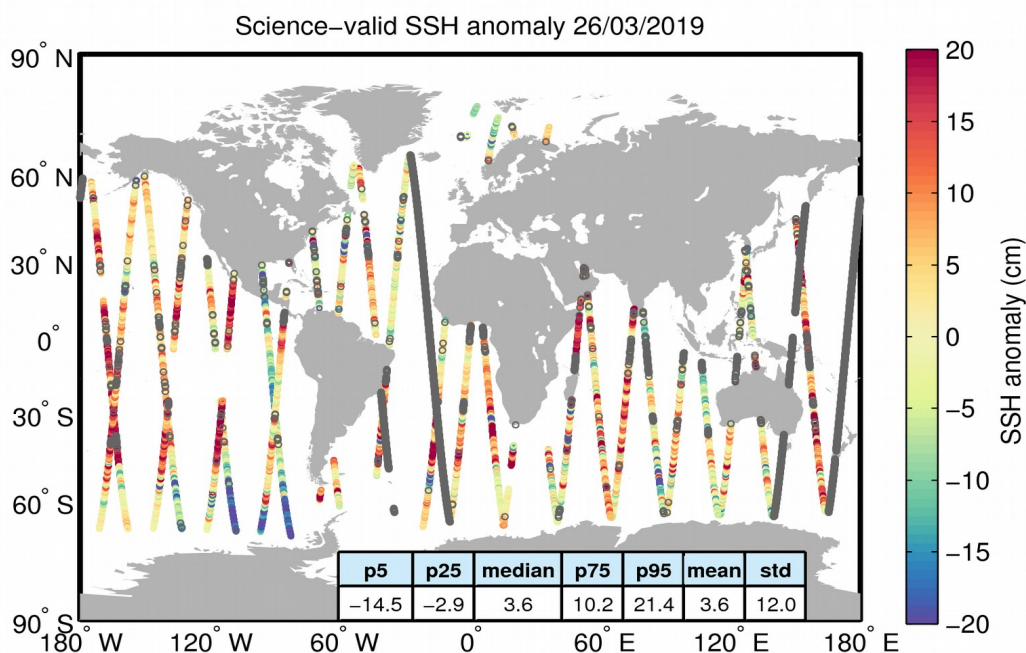 Science−valid SSH anomaly 26/03/2019
90° N
60° N
30° N
0°
30° S
60° S
90° S
180° W
120° W
60° W
0°
60° E
120° E
180° E
p5 p25 median p75 p95 mean std
−14.5 −2.9 3.6 10.2 21.4 3.6 12.0
20
15
10
5
0
−5
−10
−15
−20
SSH anomaly (cm)